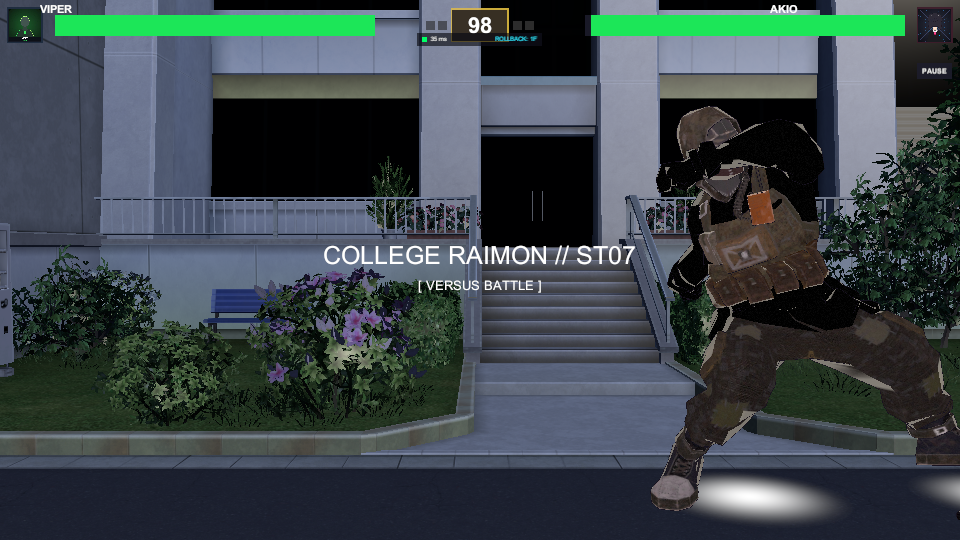 VIPER
98
AKIO
35 ms
ROLLBACK: 1F
PAUSE
COLLEGE RAIMON // ST07
[ VERSUS BATTLE ]